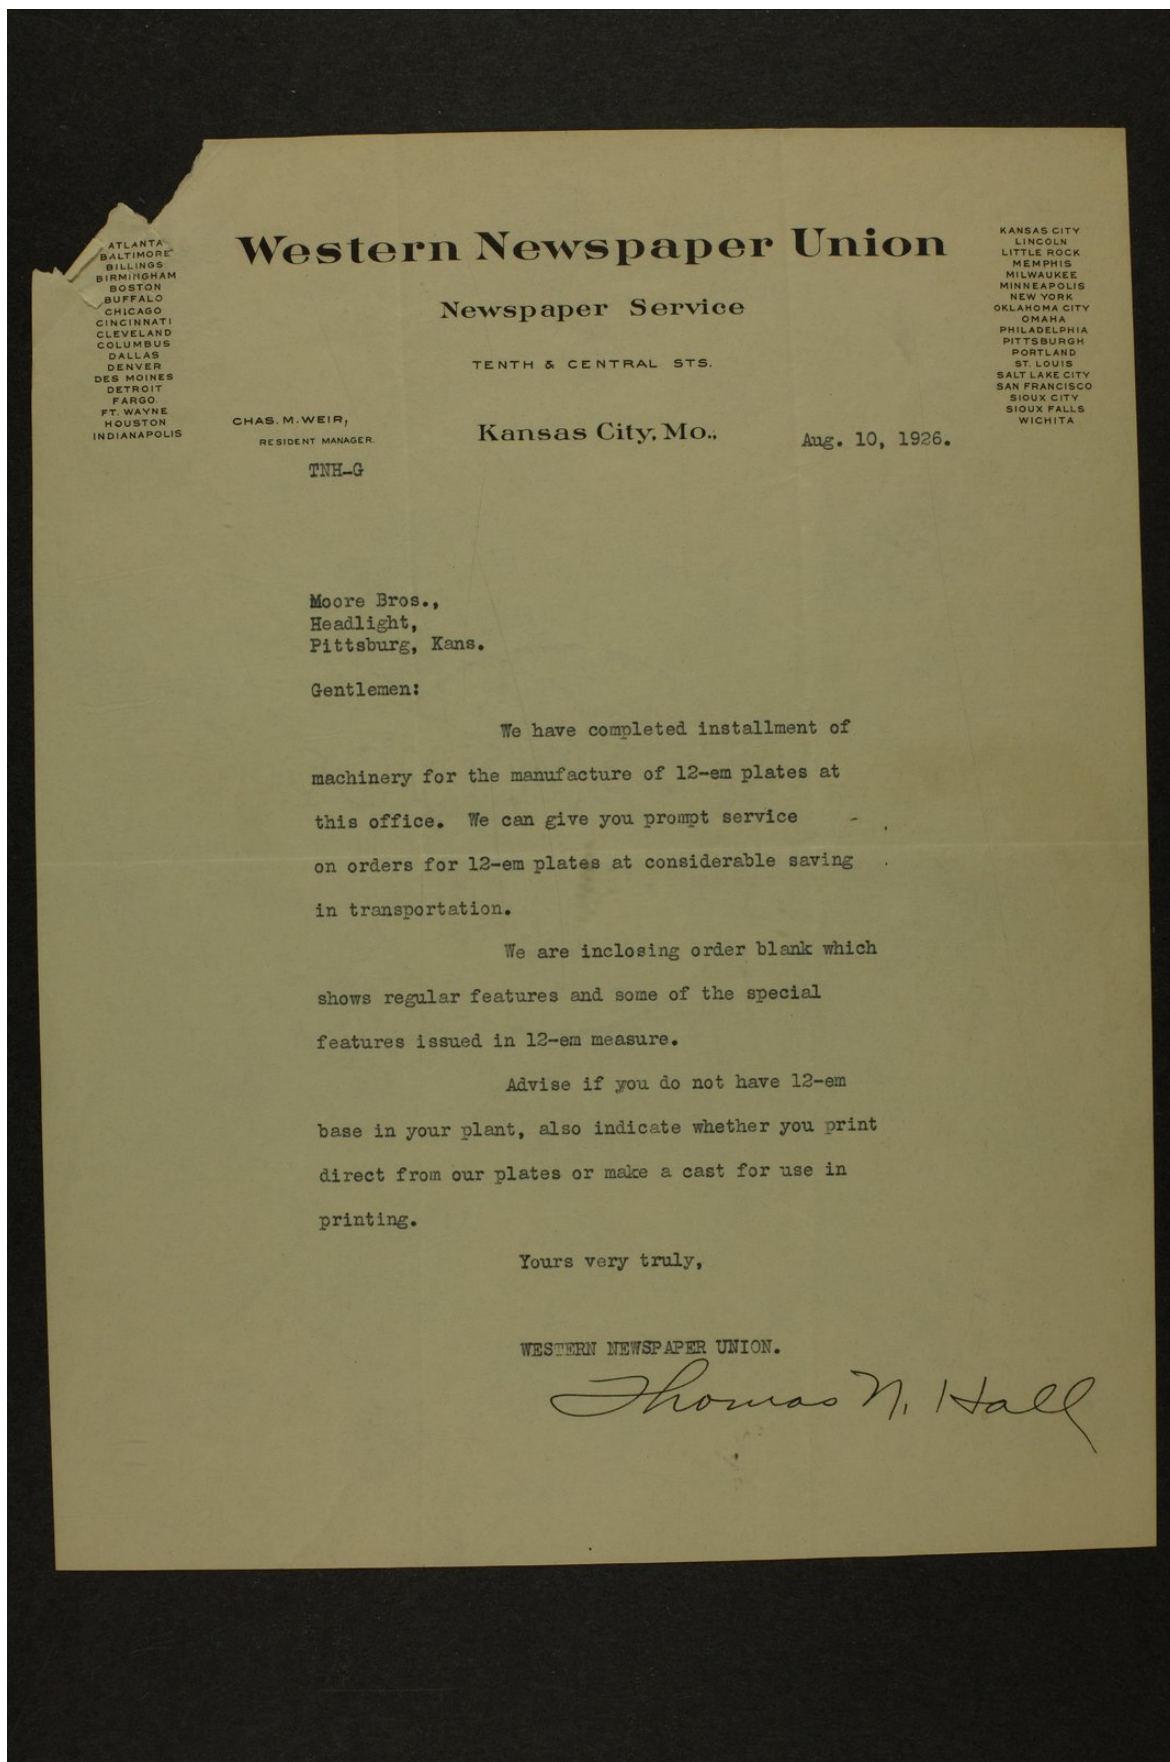 Western Newspaper Union
Newspaper Service
TENTH & CENTRAL STS.
ATLANTA
BALTIMORE
BILLINGS
BIRMINGHAM
BOSTON
BUFFALO
CHICAGO
CINCINNATI
CLEVELAND
COLUMBUS
DALLAS
DENVER
DES MOINES
DETROIT
FARGO.
FT. WAYNE
HOUSTON
INDIANAPOLIS
KANSAS CITY
LINCOLN
LITTLE ROCK
MEMPHIS
MILWAUKEE
MINNEAPOLIS
NEW YORK
OKLAHOMA CITY
OMAHA
PHILADELPHIA
PITTSBURGH
PORTLAND
ST. LOUIS
SALT LAKE CITY
SAN FRANCISCO
SIOUX CITY
SIOUX FALLS
WICHITA
CHAS. M. WEIR,
RESIDENT MANAGER.
Kansas City, Mo., Aug. 10, 1926.
TNH-G
Moore Bros.,
Headlight,
Pittsburg, Kans.
Gentlemen:
We have completed installment of
machinery for the manufacture of 12-em plates at
this office. We can give you prompt service
on orders for 12-em plates at considerable saving
in transportation.
We are inclosing order blank which
shows regular features and some of the special
features issued in 12-em measure.
Advise if you do not have 12-em
base in your plant, also indicate whether you print
direct from our plates or make a cast for use in
printing.
Yours very truly,
WESTERN NEWSPAPER UNION.
Thomas N. Hall